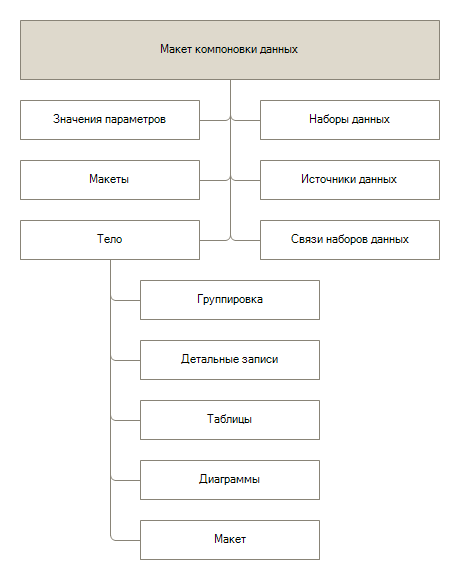 Макет компоновки данных
Значения параметров
Наборы данных
Макеты
Источники данных
Тело
Связи наборов данных
Группировка
Детальные записи
Таблицы
Диаграммы
Макет